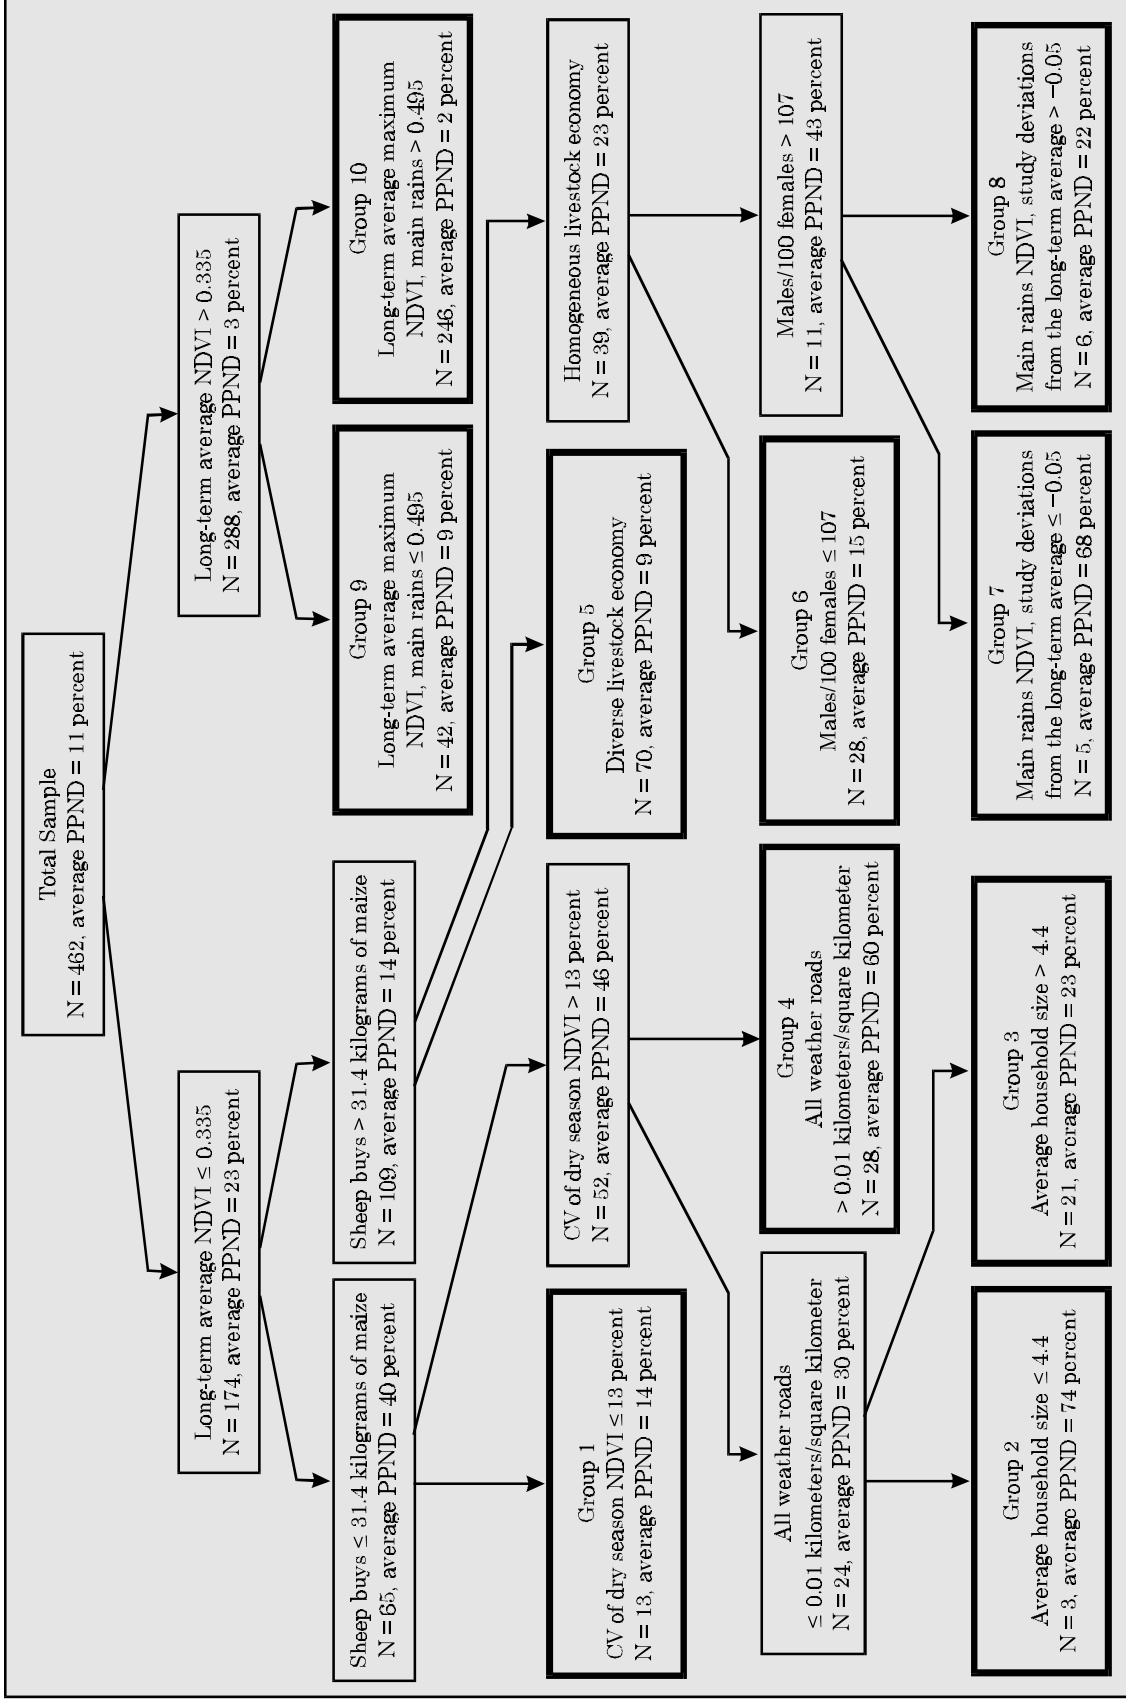 Total Sample
N = 462, average PPND = 11 percent
Long-term average NDVI ≤ 0.335
N = 174, average PPND = 23 percent
Long-term average NDVI > 0.335
N = 288, average PPND = 3 percent
Sheep buys ≤ 31.4 kilograms of maize
N = 65, average PPND = 40 percent
Sheep buys > 31.4 kilograms of maize
N = 109, average PPND = 14 percent
Group 9
Long-term average maximum
NDVI, main rains ≤ 0.495
N = 42, average PPND = 9 percent
Group 10
Long-term average maximum
NDVI, main rains > 0.495
N = 246, average PPND = 2 percent
Group 1
CV of dry season NDVI ≤ 13 percent
N = 13, average PPND = 14 percent
CV of dry season NDVI > 13 percent
N = 52, average PPND = 46 percent
Group 5
Diverse livestock economy
N = 70, average PPND = 9 percent
Homogeneous livestock economy
N = 39, average PPND = 23 percent
All weather roads
≤ 0.01 kilometers/square kilometer
N = 24, average PPND = 30 percent
Group 4
All weather roads
> 0.01 kilometers/square kilometer
N = 28, average PPND = 60 percent
Group 6
Males/100 females ≤ 107
N = 28, average PPND = 15 percent
Males/100 females > 107
N = 11, average PPND = 43 percent
Group 2
Average household size ≤ 4.4
N = 3, average PPND = 74 percent
Group 3
Average household size > 4.4
N = 21, average PPND = 23 percent
Group 7
Main rains NDVI, study deviations
from the long-term average ≤ −0.05
N = 5, average PPND = 68 percent
Group 8
Main rains NDVI, study deviations
from the long-term average > −0.05
N = 6, average PPND = 22 percent